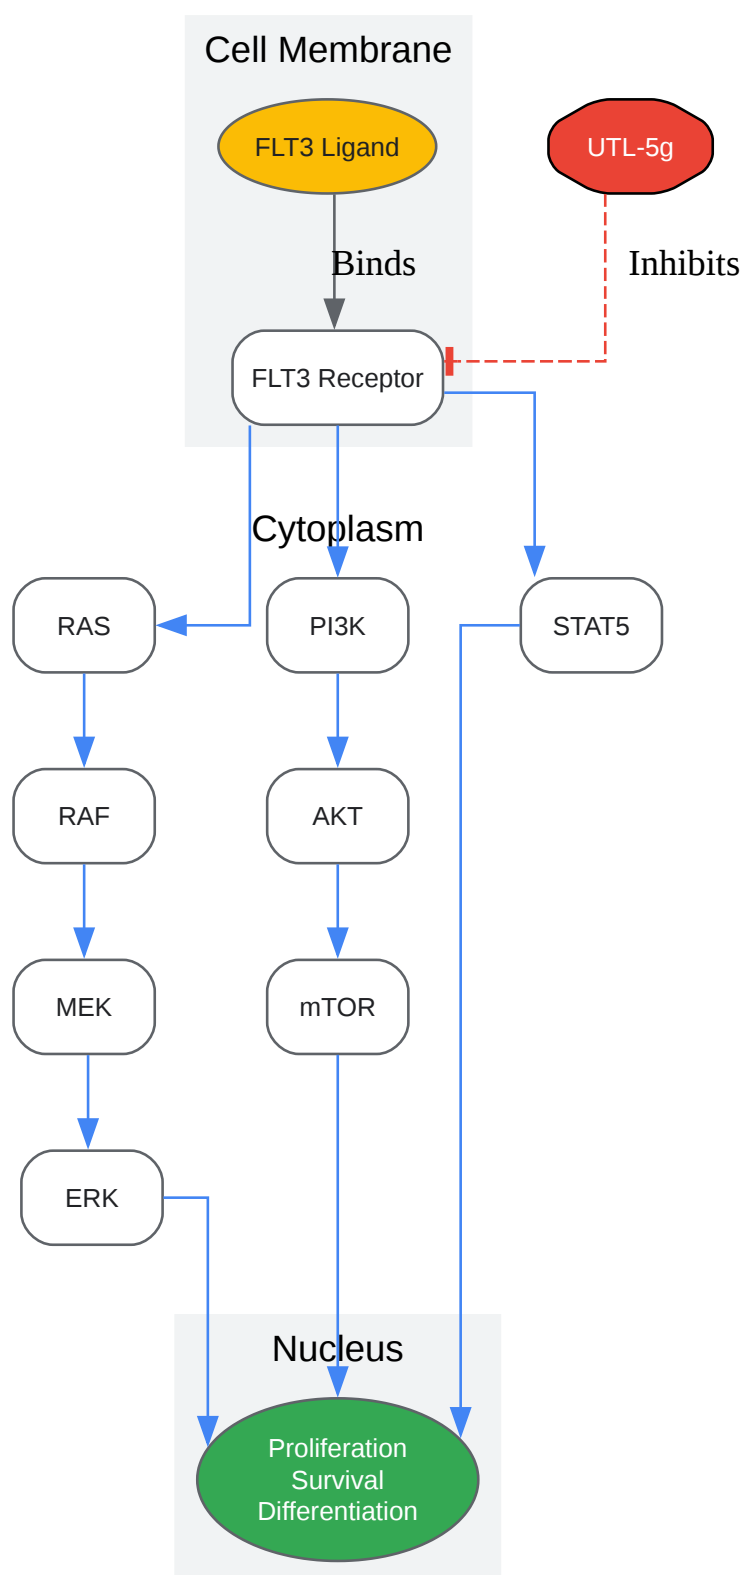 Cell Membrane
FLT3 Ligand
UTL-5g
Binds
Inhibits
FLT3 Receptor
Cytoplasm
RAS
PI3K
STAT5
RAF
AKT
MEK
mTOR
ERK
Nucleus
Proliferation
Survival
Differentiation